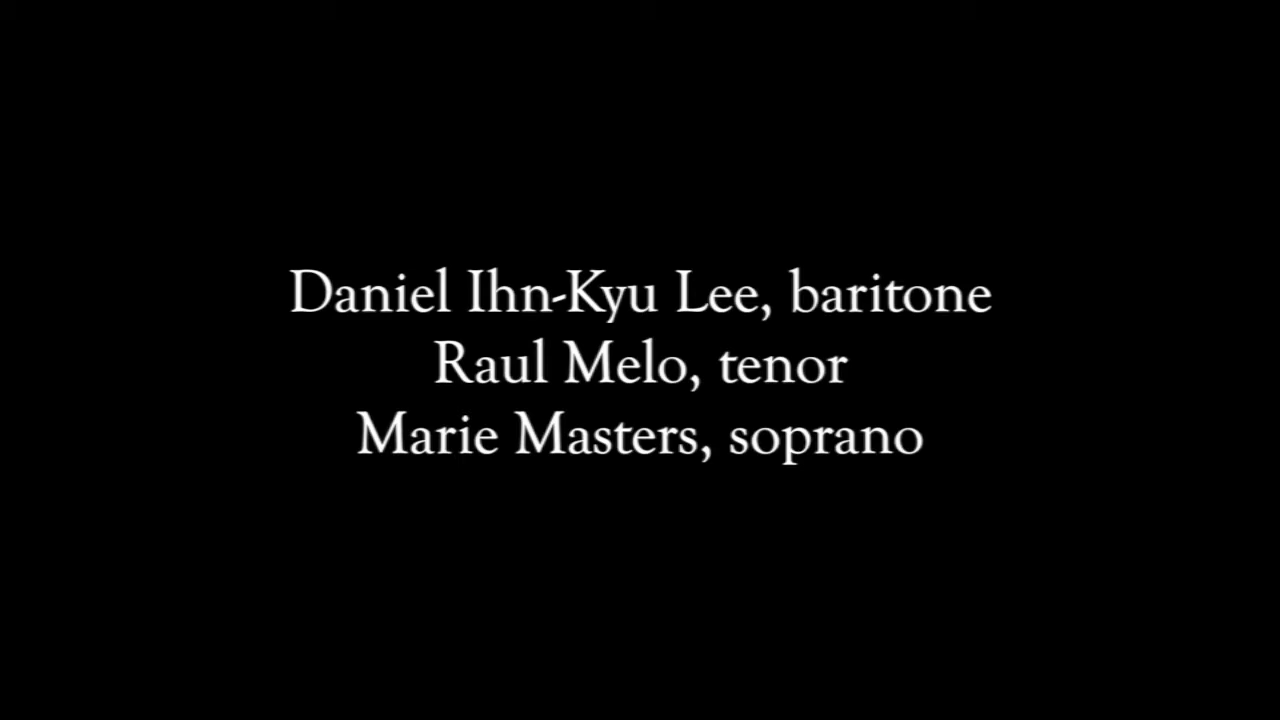 Daniel Ihn-Kyu Lee, baritone
Raul Melo, tenor
Marie Masters, soprano